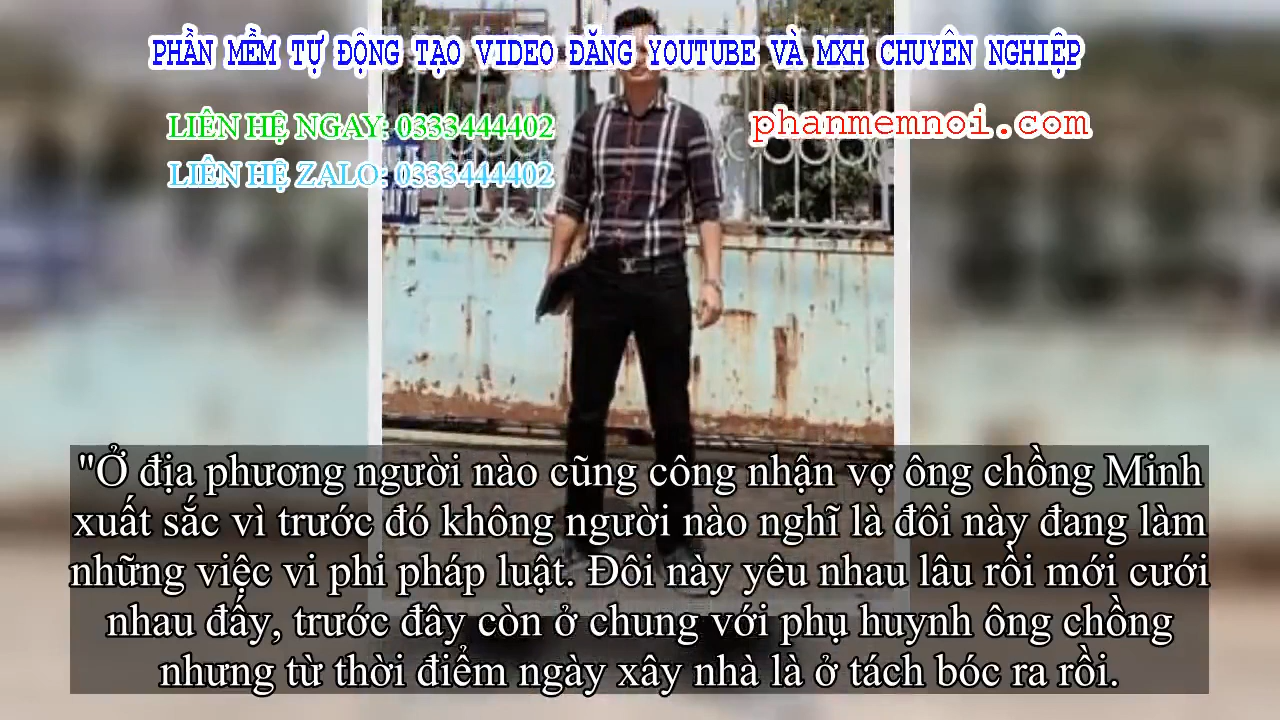 PHẦN MỀM TỰ ĐỘNG TẠO VIDEO ĐĂNG YOUTUBE VÀ MXH CHUYÊN NGHIỆP
LIÊN HỆ NGAY: 0333444402
phanmemnoi.com
LIÊN HỆ ZALO: 0333444402
"Ở địa phương người nào cũng công nhận vợ ông chồng Minh
xuất sắc vì trước đó không người nào nghĩ là đôi này đang làm
những việc vi phi pháp luật. Đôi này yêu nhau lâu rồi mới cưới
nhau đấy, trước đây còn ở chung với phụ huynh ông chồng
nhưng từ thời điểm ngày xây nhà là ở tách bóc ra rồi.